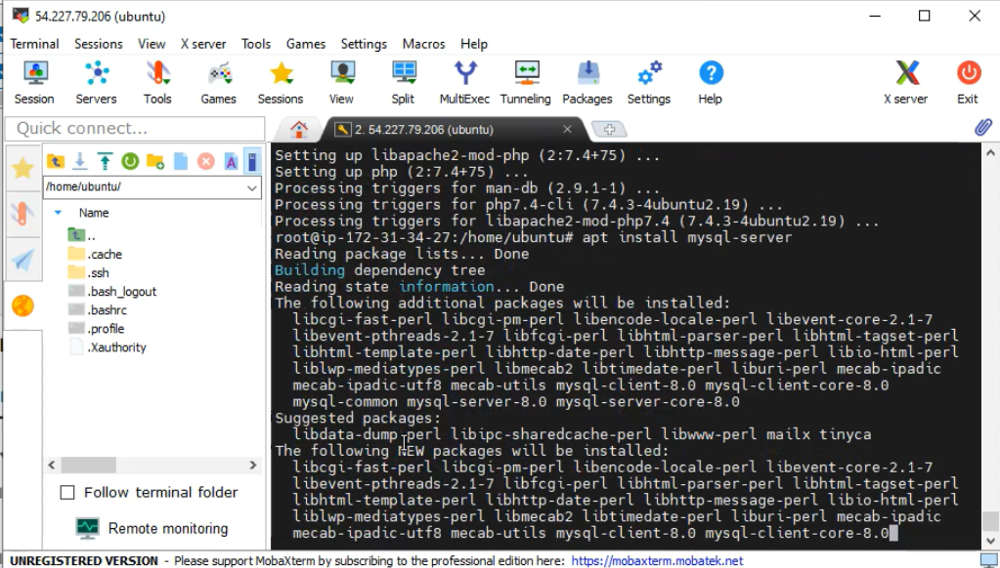 54.227.79.206 (ubuntu)
Terminal Sessions View X server Tools Games Settings Macros Help
Session Servers Tools Games Sessions View Split MultiExec Tunneling Packages Settings Help X server Exit
Quick connect...
2. 54.227.79.206 (ubuntu)
/home/ubuntu/
Name
..
.cache
.ssh
.bash_logout
.bashrc
.profile
.Xauthority
Follow terminal folder
Remote monitoring
Setting up libapache2-mod-php (2:7.4+75) ...
Setting up php (2:7.4+75) ...
Processing triggers for man-db (2.9.1-1) ...
Processing triggers for php7.4-cli (7.4.3-4ubuntu2.19) ...
Processing triggers for libapache2-mod-php7.4 (7.4.3-4ubuntu2.19) ...
root@ip-172-31-34-27:/home/ubuntu# apt install mysql-server
Reading package lists... Done
Building dependency tree
Reading state information... Done
The following additional packages will be installed:
libcgi-fast-perl libcgi-pm-perl libencode-locale-perl libevent-core-2.1-7
libevent-pthreads-2.1-7 libfcgi-perl libhtml-parser-perl libhtml-tagset-perl
libhtml-template-perl libhttp-date-perl libhttp-message-perl libio-html-perl
liblwp-mediatypes-perl libmecab2 libtimedate-perl liburi-perl mecab-ipadic
mecab-ipadic-utf8 mecab-utils mysql-client-8.0 mysql-client-core-8.0
mysql-common mysql-server-8.0 mysql-server-core-8.0
Suggested packages:
libdata-dump-perl libipc-sharedcache-perl libwww-perl mailx tinyca
The following NEW packages will be installed:
libcgi-fast-perl libcgi-pm-perl libencode-locale-perl libevent-core-2.1-7
libevent-pthreads-2.1-7 libfcgi-perl libhtml-parser-perl libhtml-tagset-perl
libhtml-template-perl libhttp-date-perl libhttp-message-perl libio-html-perl
liblwp-mediatypes-perl libmecab2 libtimedate-perl liburi-perl mecab-ipadic
mecab-ipadic-utf8 mecab-utils mysql-client-8.0 mysql-client-core-8.0
UNREGISTERED VERSION - Please support MobaXterm by subscribing to the professional edition here: https://mobaxterm.mobatek.net